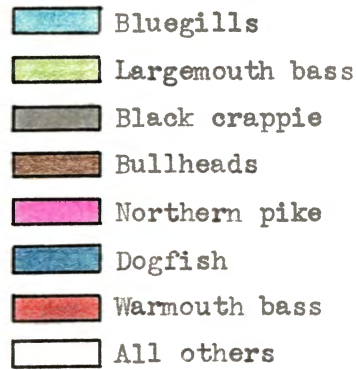 Bluegills
Largemouth bass
Black crappie
Bullheads
Northern pike
Dogfish
Warmouth bass
All others